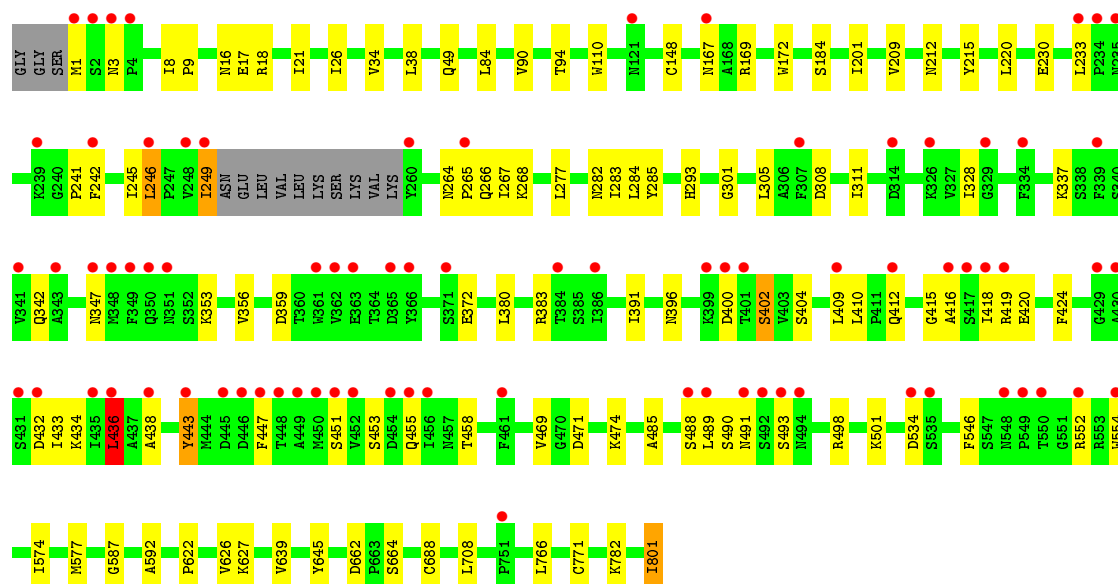 GLY GLY SER M1 S2 N3 P4 I8 P9 N16 E17 R18 I21 I26 V34 L38 Q49 L84 V90 T94 W110 N121 C148 N167 A168 R169 W172 S184 I201 V209 N212 Y215 L220 E230 L233 P234 N235
K239 G240 P241 F242 I245 L246 P247 V248 I249 ASN GLU LEU VAL LEU LYS SER LYS VAL LYS Y260 N264 P265 Q266 I267 K268 L277 N282 I283 L284 Y285 H293 G301 L305 A306 F307 D308 I311 D314 K326 V327 I328 G329 F334 K337 S338 F339 S340
V341 Q342 A343 N347 M348 F349 Q350 N351 S352 K353 V356 D359 T360 W361 V362 E363 T364 D365 Y366 S371 E372 L380 R383 T384 S385 I386 I391 N396 K399 D400 T401 S402 V403 S404 L409 L410 P411 Q412 G415 A416 S417 I418 R419 E420 F424 G429 A430
S431 D432 I433 K434 I435 L436 A437 A438 Y443 M444 D445 D446 F447 T448 A449 M450 S451 V452 S453 D454 Q455 I456 N457 T458 F461 V469 G470 D471 K474 A485 S488 L489 S490 N491 S492 K493 N494 R498 K501 D534 S535 F546 S547 N548 P549 T550 G551 R552 R553
I574 M577 G587 A592 P622 V626 K627 V639 Y645 D662 P663 S664 C688 L708 P751 L766 C771 K782 I801